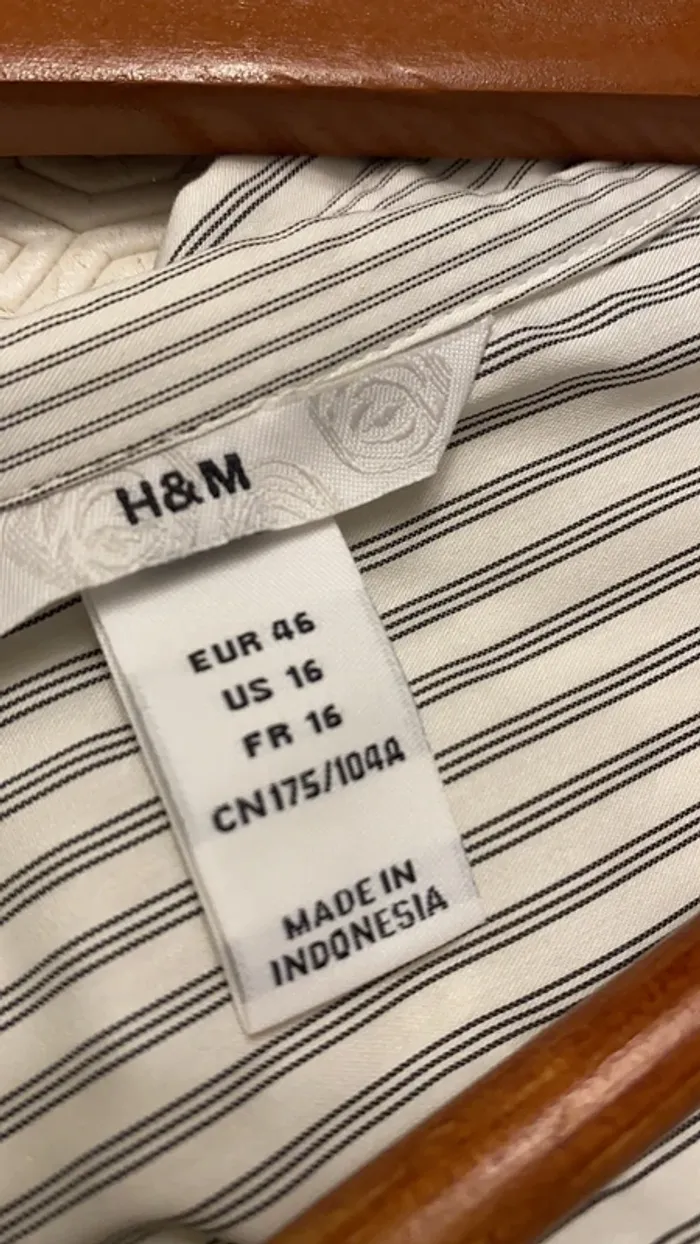 H&M
EUR 46
US 16
FR 16
CN175/104A
MADE IN
INDONESIA